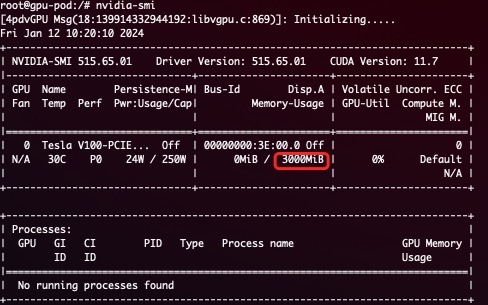 root@gpu-pod:/# nvidia-smi
[4pdvGPU Msg(18:139914332944192:libvgpu.c:869)]: Initializing.....
Fri Jan 12 10:20:10 2024
+-----------------------------------------------------------------------------+
| NVIDIA-SMI 515.65.01    Driver Version: 515.65.01    CUDA Version: 11.7     |
|-------------------------------+----------------------+----------------------+
| GPU  Name        Persistence-M| Bus-Id        Disp.A | Volatile Uncorr. ECC |
| Fan  Temp  Perf  Pwr:Usage/Cap|         Memory-Usage | GPU-Util  Compute M. |
|                               |                      |               MIG M. |
|===============================+======================+======================|
|   0  Tesla V100-PCIE...  Off  | 00000000:3E:00.0 Off |                    0 |
| N/A   30C    P0    24W / 250W |      0MiB /  3000MiB |      0%      Default |
|                               |                      |                  N/A |
+-------------------------------+----------------------+----------------------+
+-----------------------------------------------------------------------------+
| Processes:                                                                  |
|  GPU   GI   CI        PID   Type   Process name                  GPU Memory |
|        ID   ID                                                   Usage      |
|=============================================================================|
|  No running processes found                                                 |
+-----------------------------------------------------------------------------+